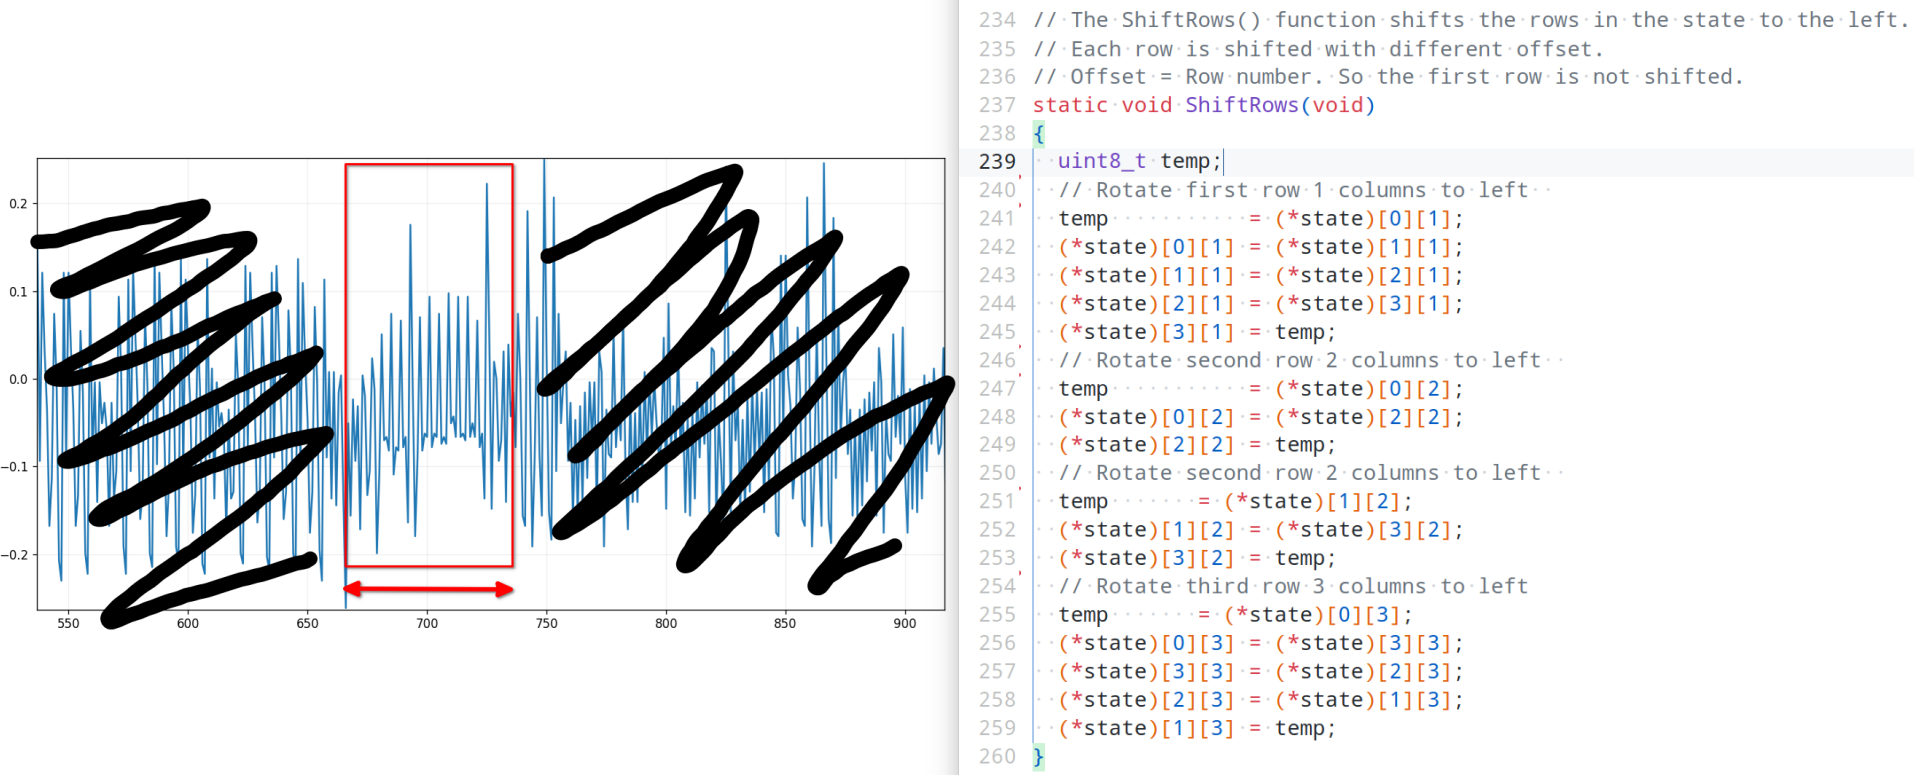 0.2
0.1
0.0
−0.1
−0.2
550 600 650 700 750 800 850 900
234 // The ShiftRows() function shifts the rows in the state to the left.
235 // Each row is shifted with different offset.
236 // Offset = Row number. So the first row is not shifted.
237 static void ShiftRows(void)
238 {
239 uint8_t temp;
240 // Rotate first row 1 columns to left
241 temp = (*state)[0][1];
242 (*state)[0][1] = (*state)[1][1];
243 (*state)[1][1] = (*state)[2][1];
244 (*state)[2][1] = (*state)[3][1];
245 (*state)[3][1] = temp;
246 // Rotate second row 2 columns to left
247 temp = (*state)[0][2];
248 (*state)[0][2] = (*state)[2][2];
249 (*state)[2][2] = temp;
250 // Rotate second row 2 columns to left
251 temp = (*state)[1][2];
252 (*state)[1][2] = (*state)[3][2];
253 (*state)[3][2] = temp;
254 // Rotate third row 3 columns to left
255 temp = (*state)[0][3];
256 (*state)[0][3] = (*state)[3][3];
257 (*state)[3][3] = (*state)[2][3];
258 (*state)[2][3] = (*state)[1][3];
259 (*state)[1][3] = temp;
260 }